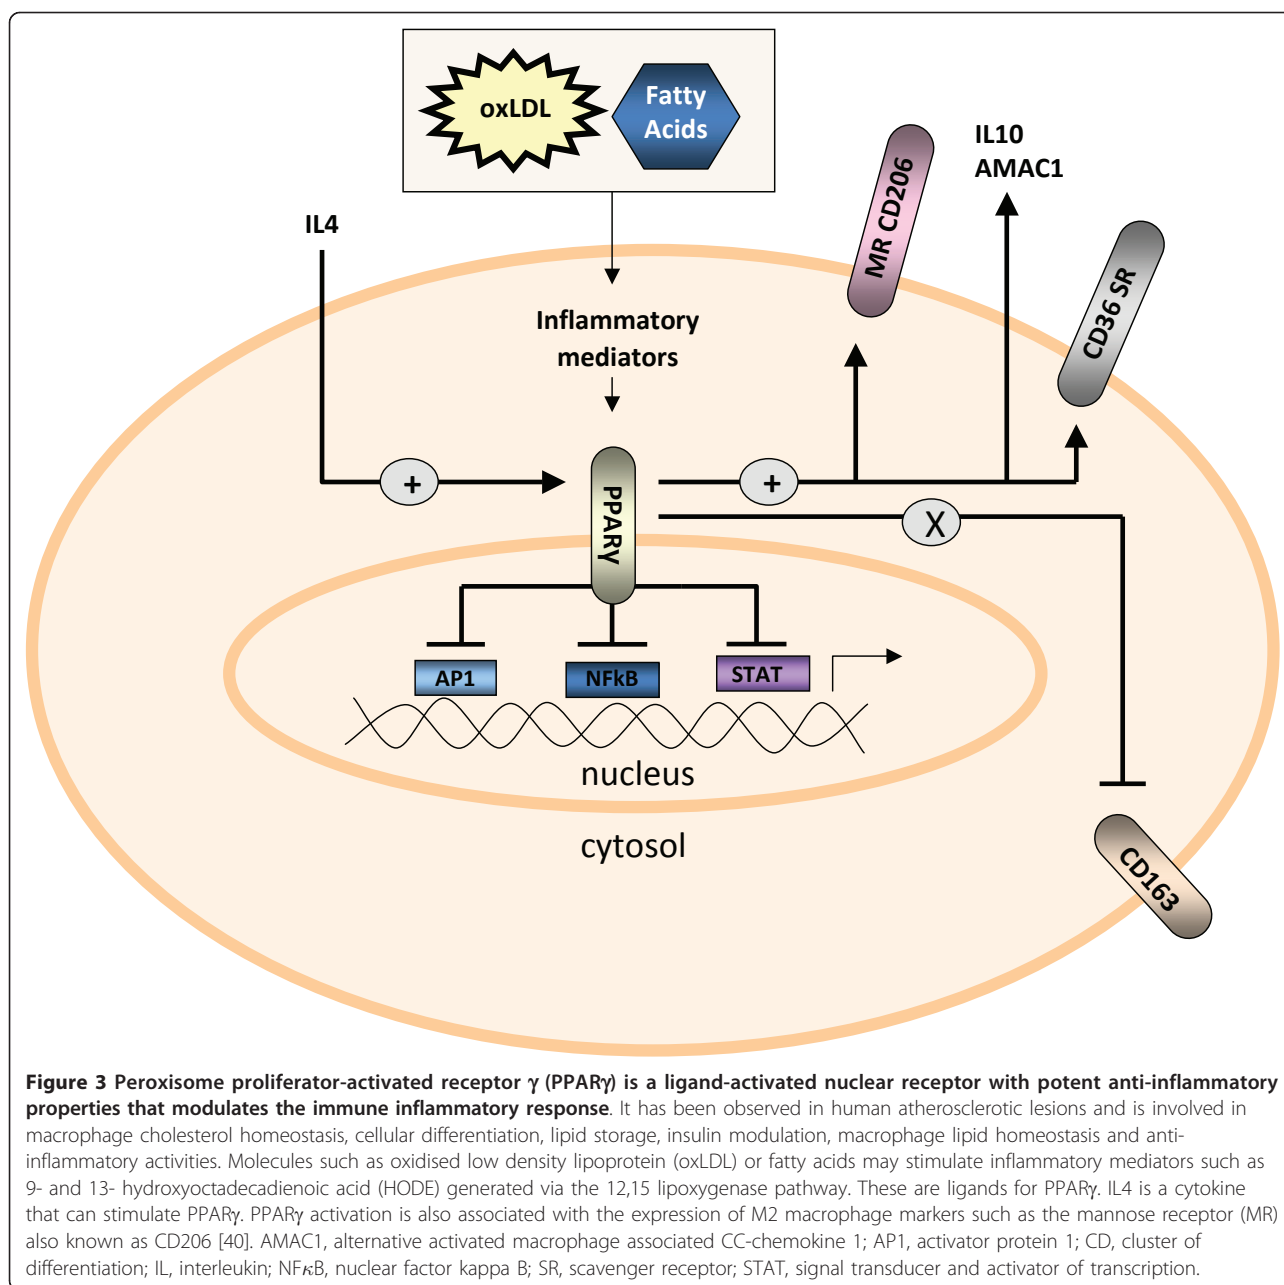 oxLDL
Fatty
Acids
IL4
MR CD206
IL10
AMAC1
CD36 SR
Inflammatory
mediators
+
PPARγ
+
X
AP1
NFkB
STAT
nucleus
cytosol
CD163
Figure 3 Peroxisome proliferator-activated receptor γ (PPARγ) is a ligand-activated nuclear receptor with potent anti-inflammatory
properties that modulates the immune inflammatory response. It has been observed in human atherosclerotic lesions and is involved in
macrophage cholesterol homeostasis, cellular differentiation, lipid storage, insulin modulation, macrophage lipid homeostasis and anti-
inflammatory activities. Molecules such as oxidised low density lipoprotein (oxLDL) or fatty acids may stimulate inflammatory mediators such as
9- and 13- hydroxyoctadecadienoic acid (HODE) generated via the 12,15 lipoxygenase pathway. These are ligands for PPARγ. IL4 is a cytokine
that can stimulate PPARγ. PPARγ activation is also associated with the expression of M2 macrophage markers such as the mannose receptor (MR)
also known as CD206 [40]. AMAC1, alternative activated macrophage associated CC-chemokine 1; AP1, activator protein 1; CD, cluster of
differentiation; IL, interleukin; NFκB, nuclear factor kappa B; SR, scavenger receptor; STAT, signal transducer and activator of transcription.